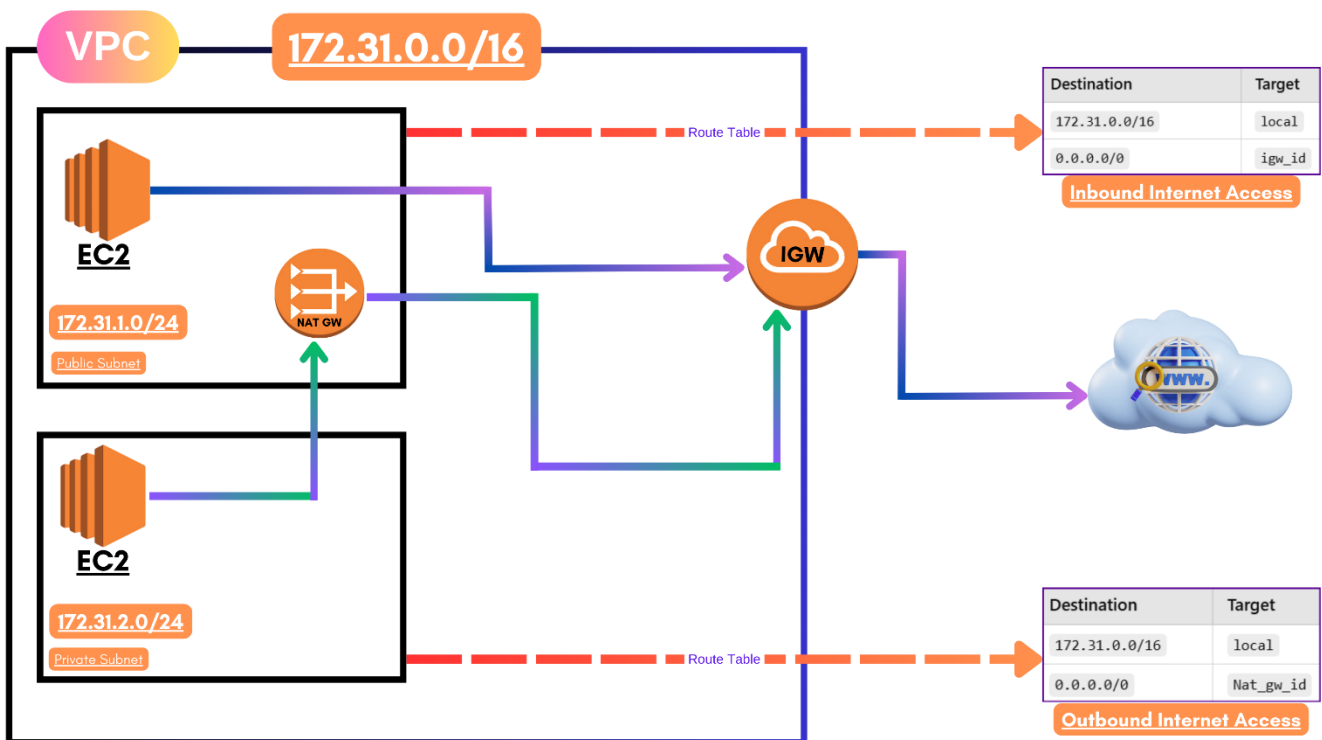 VPC
172.31.0.0/16
Destination Target
172.31.0.0/16 local
0.0.0.0/0 igw_id
Inbound Internet Access
Route Table
EC2
NAT GW
172.31.1.0/24
Public Subnet
IGW
www.
EC2
172.31.2.0/24
Private Subnet
Route Table
Destination Target
172.31.0.0/16 local
0.0.0.0/0 Nat_gw_id
Outbound Internet Access